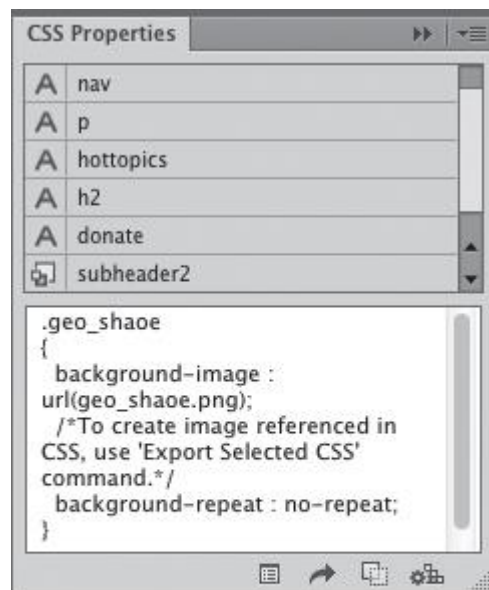 CSS Properties
nav
p
hottopics
h2
donate
subheader2
.geo_shaoe
{
background-image :
url(geo_shaoe.png);
/*To create image referenced in
CSS, use 'Export Selected CSS'
command.*/
background-repeat : no-repeat;
}